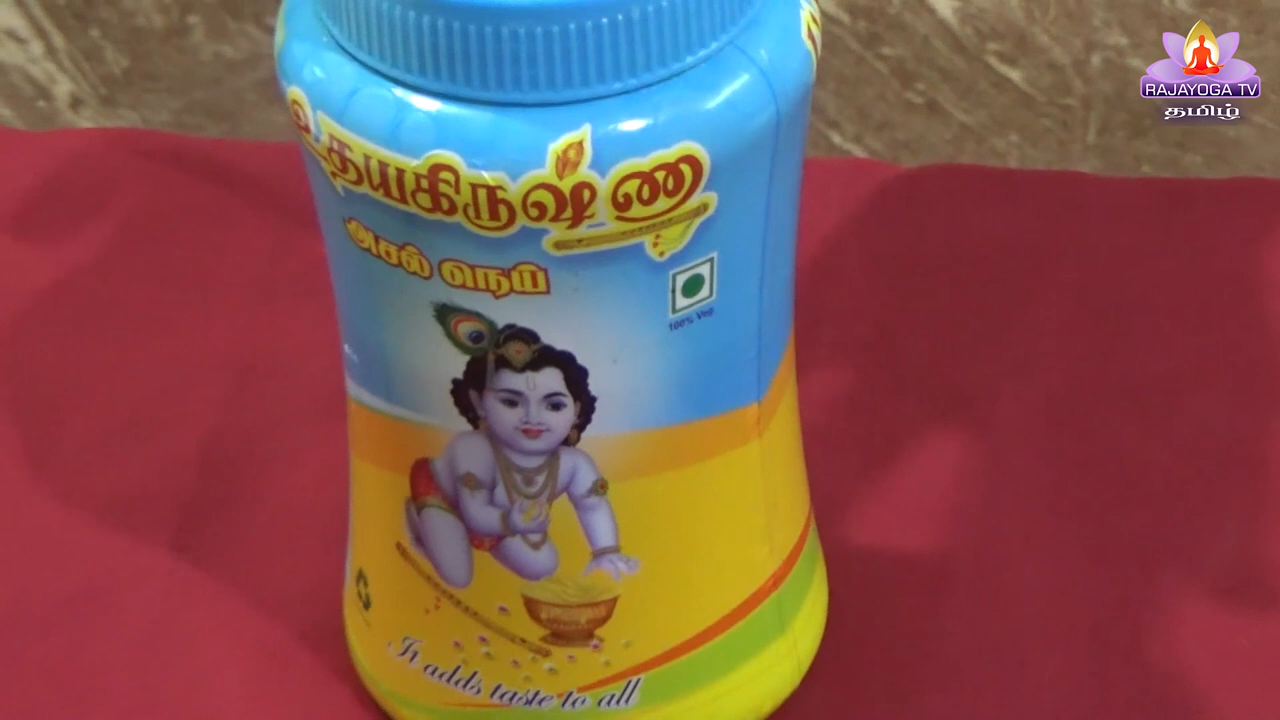 RAJAYOGA TV
தமிழ்
உதயகிருஷ்ண
அசல் நெய்
100% Veg
It adds taste to all